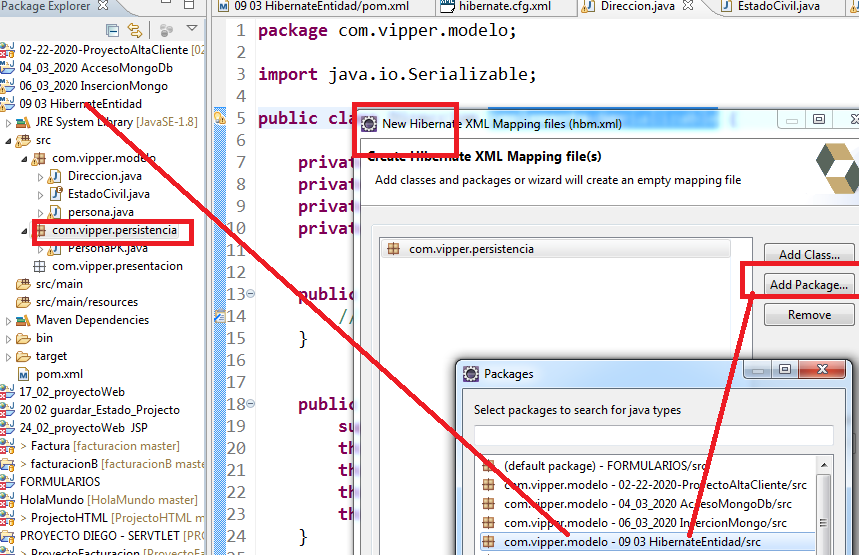 Package Explorer
02-22-2020-ProyectoAltaCliente [02
04_03_2020 AccesoMongoDb
06_03_2020 InsercionMongo
09 03 HibernateEntidad
JRE System Library [JavaSE-1.8]
src
com.vipper.modelo
Direccion.java
EstadoCivil.java
persona.java
com.vipper.persistencia
PersonaPK.java
com.vipper.presentacion
src/main
src/main/resources
Maven Dependencies
bin
target
pom.xml
17_02_proyectoWeb
20 02 guardar_Estado_Projecto
24_02_proyectoWeb JSP
> Factura [facturacion master]
> facturacionB [facturacionB mast
FORMULARIOS
HolaMundo [HolaMundo master]
> ProjectoHTML [ProjectoHTML m
PROYECTO DIEGO - SERVLET [PRO
> ProyectoFacturacion [ProyectoFa
09 03 HibernateEntidad/pom.xml
hibernate.cfg.xml
Direccion.java
EstadoCivil.java
1 package com.vipper.modelo;
2
3 import java.io.Serializable;
4
5 public cla {
6
7 private
8 private
9 private
10 private
11
12
13 public
14 //
15 }
16
17
18 public
19 su
20 th
21 th
22 th
23 th
24 }
New Hibernate XML Mapping files (hbm.xml)
Create Hibernate XML Mapping file(s)
Add classes and packages or wizard will create an empty mapping file
com.vipper.persistencia
Add Class...
Add Package...
Remove
Packages
Select packages to search for java types
(default package) - FORMULARIOS/src
com.vipper.modelo - 02-22-2020-ProyectoAltaCliente/src
com.vipper.modelo - 04_03_2020 AccesoMongoDb/src
com.vipper.modelo - 06_03_2020 InsercionMongo/src
com.vipper.modelo - 09 03 HibernateEntidad/src